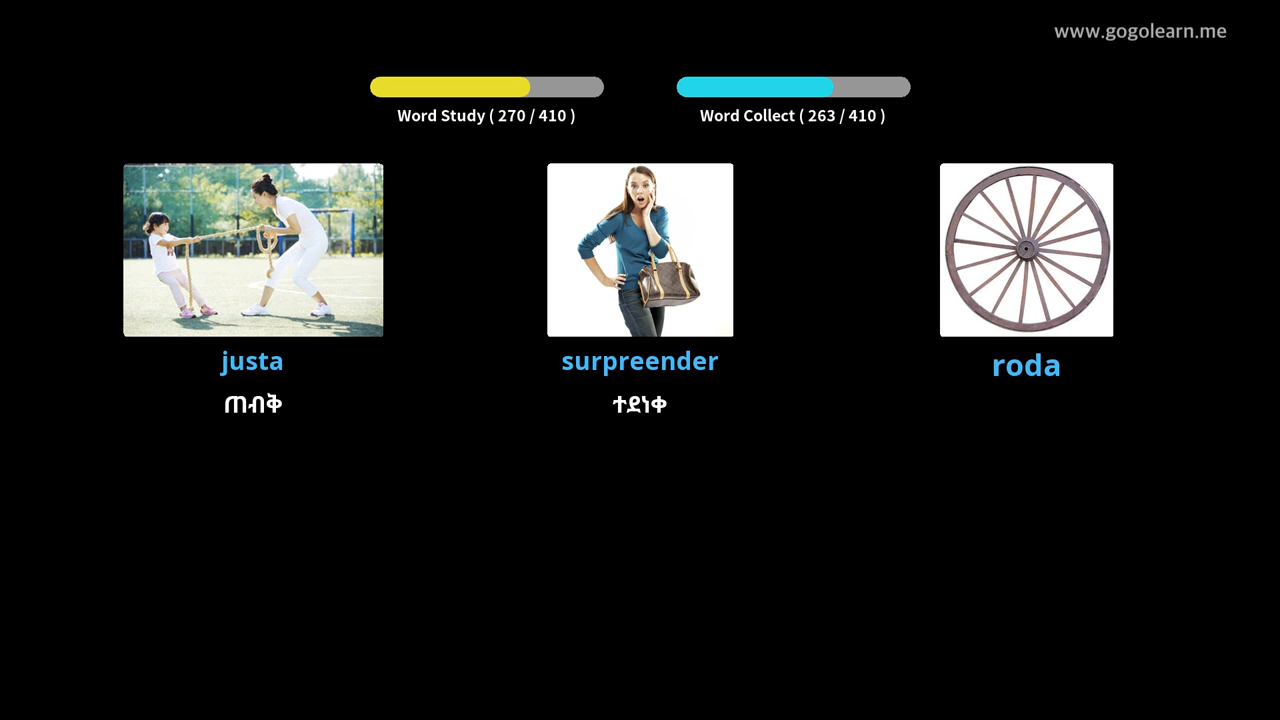 www.gogolearn.me
Word Study ( 270 / 410 )
Word Collect ( 263 / 410 )
justa
ጠብቅ
surpreender
ተደነቀ
roda